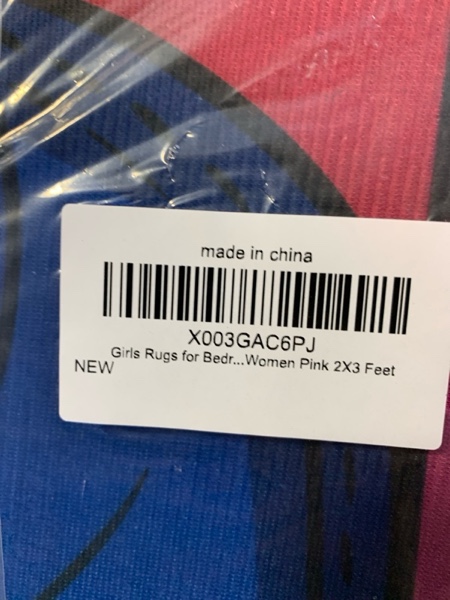 made in china
X003GAC6PJ
Girls Rugs for Bedr...Women Pink 2X3 Feet
NEW